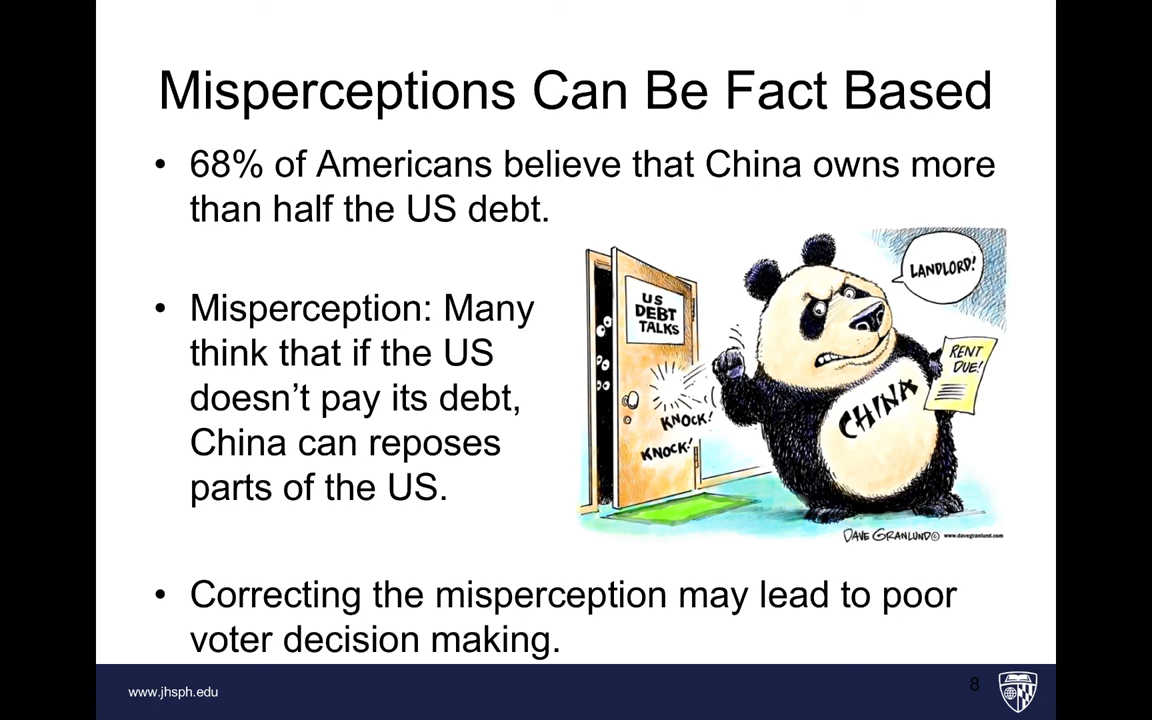 Misperceptions Can Be Fact Based
• 68% of Americans believe that China owns more
than half the US debt.
• Misperception: Many
think that if the US
doesn’t pay its debt,
China can reposes
parts of the US.
LANDLORD!
US
DEBT
TALKS
RENT
DUE!
CHINA
KNOCK!
KNOCK!
DAVE GRANLUND© www.davegranlund.com
• Correcting the misperception may lead to poor
voter decision making.
www.jhsph.edu
8